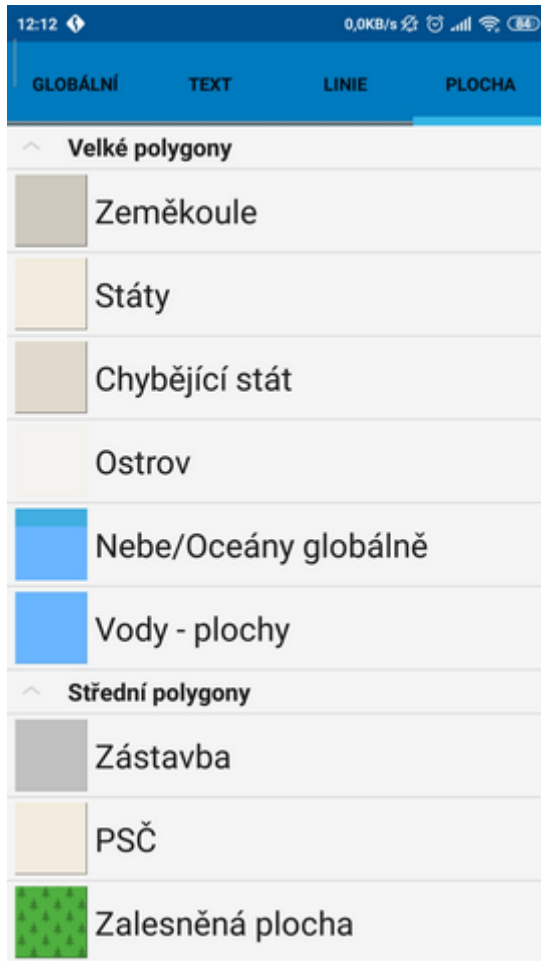 12:12 0,0KB/s 84
GLOBÁLNÍ TEXT LINIE PLOCHA
Velké polygony
Zeměkoule
Státy
Chybějící stát
Ostrov
Nebe/Oceány globálně
Vody - plochy
Střední polygony
Zástavba
PSČ
Zalesněná plocha